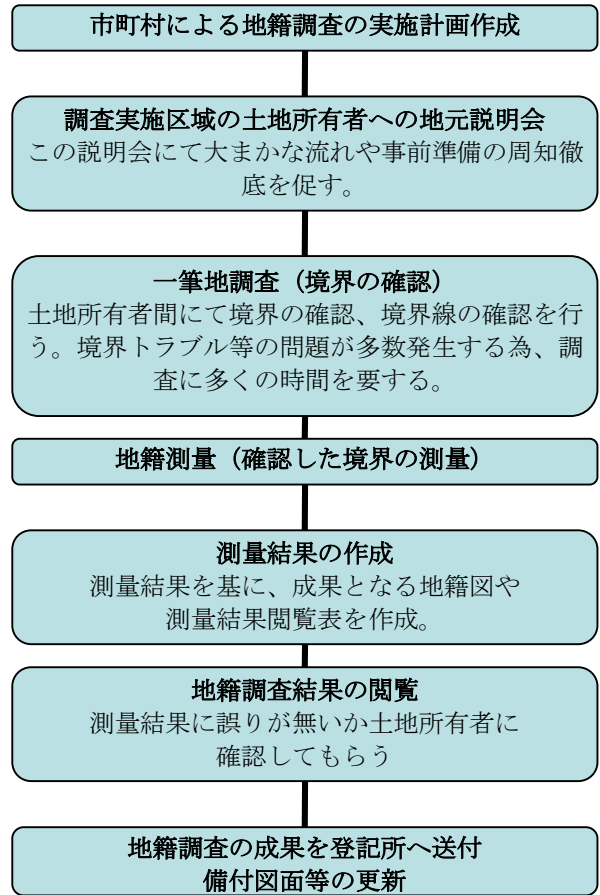 市町村による地籍調査の実施計画作成
調査実施区域の土地所有者への地元説明会
この説明会にて大まかな流れや事前準備の周知徹
底を促す。
一筆地調査（境界の確認）
土地所有者間にて境界の確認、境界線の確認を行
う。境界トラブル等の問題が多数発生する為、調
査に多くの時間を要する。
地籍測量（確認した境界の測量）
測量結果の作成
測量結果を基に、成果となる地籍図や
測量結果閲覧表を作成。
地籍調査結果の閲覧
測量結果に誤りが無いか土地所有者に
確認してもらう
地籍調査の成果を登記所へ送付
備付図面等の更新